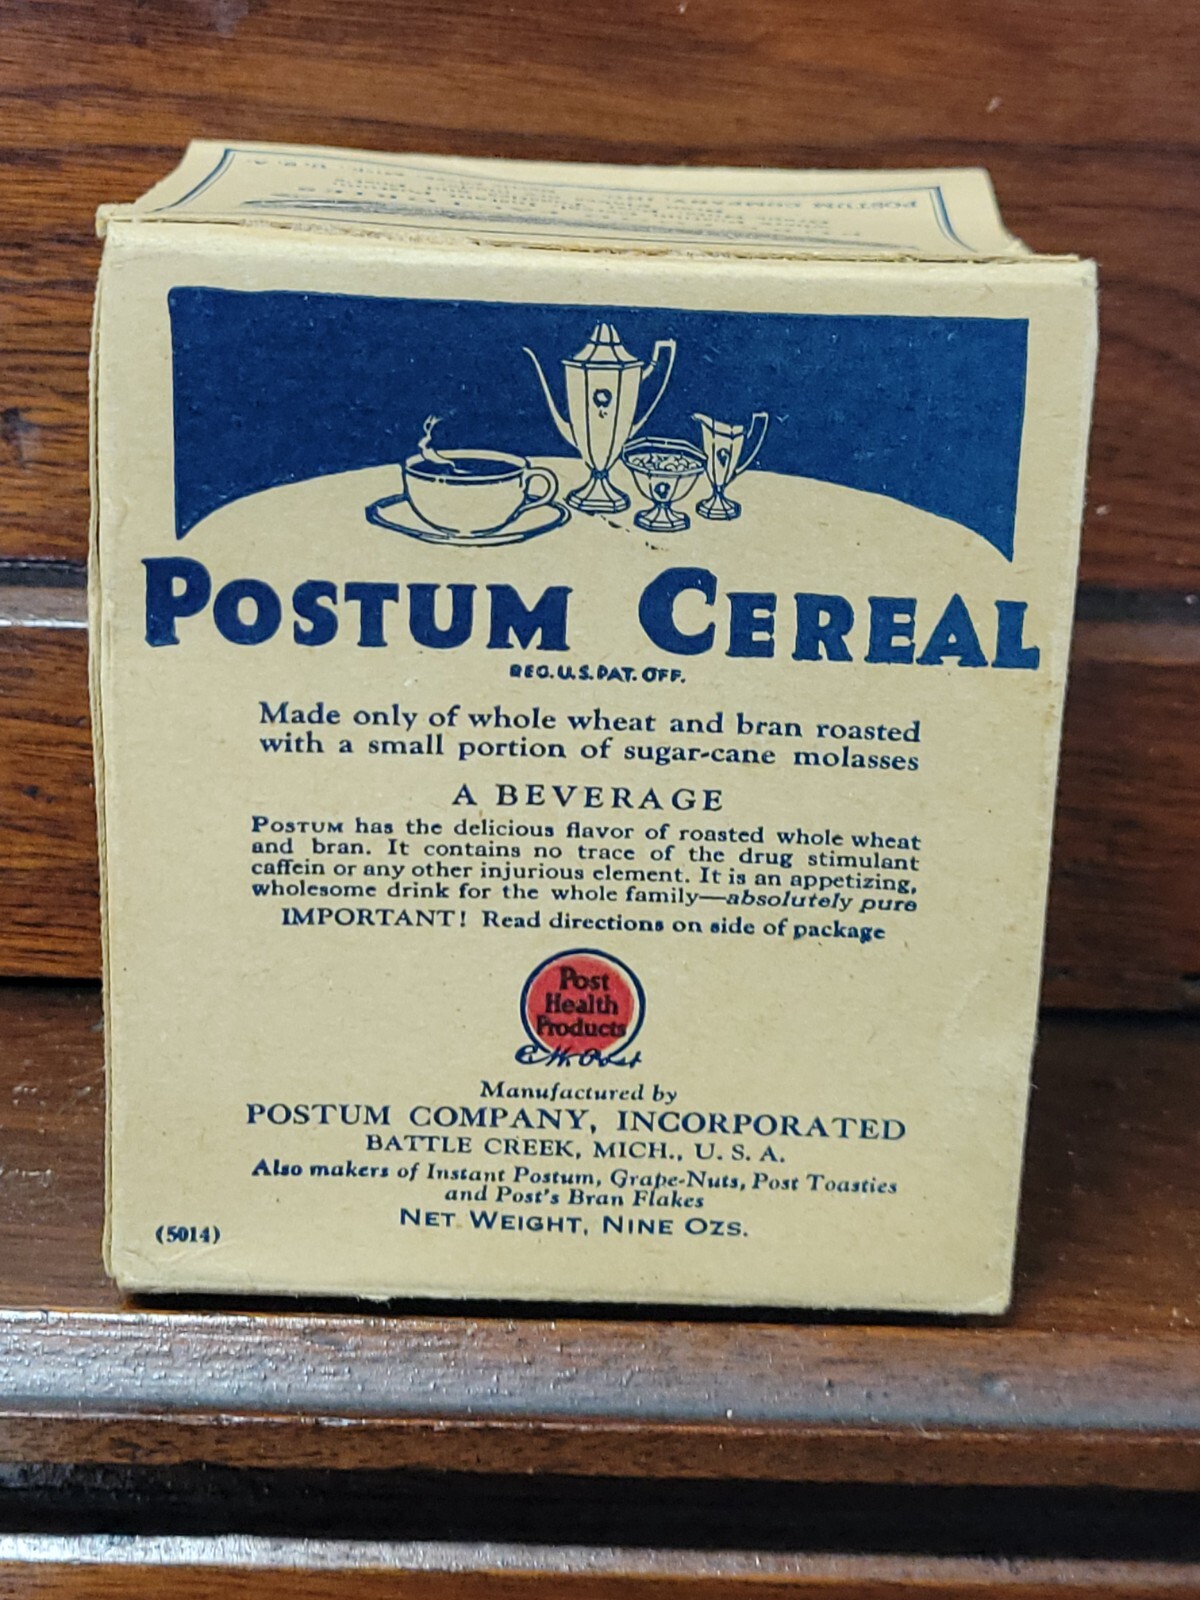 POSTUM CEREAL
REG. U.S. PAT. OFF.
Made only of whole wheat and bran roasted
with a small portion of sugar-cane molasses
A BEVERAGE
POSTUM has the delicious flavor of roasted whole wheat
and bran. It contains no trace of the drug stimulant
caffein or any other injurious element. It is an appetizing,
wholesome drink for the whole family—absolutely pure
IMPORTANT! Read directions on side of package
Post
Health
Products
C W Post
Manufactured by
POSTUM COMPANY, INCORPORATED
BATTLE CREEK, MICH., U. S. A.
Also makers of Instant Postum, Grape-Nuts, Post Toasties
and Post's Bran Flakes
NET WEIGHT, NINE OZS.
(5014)